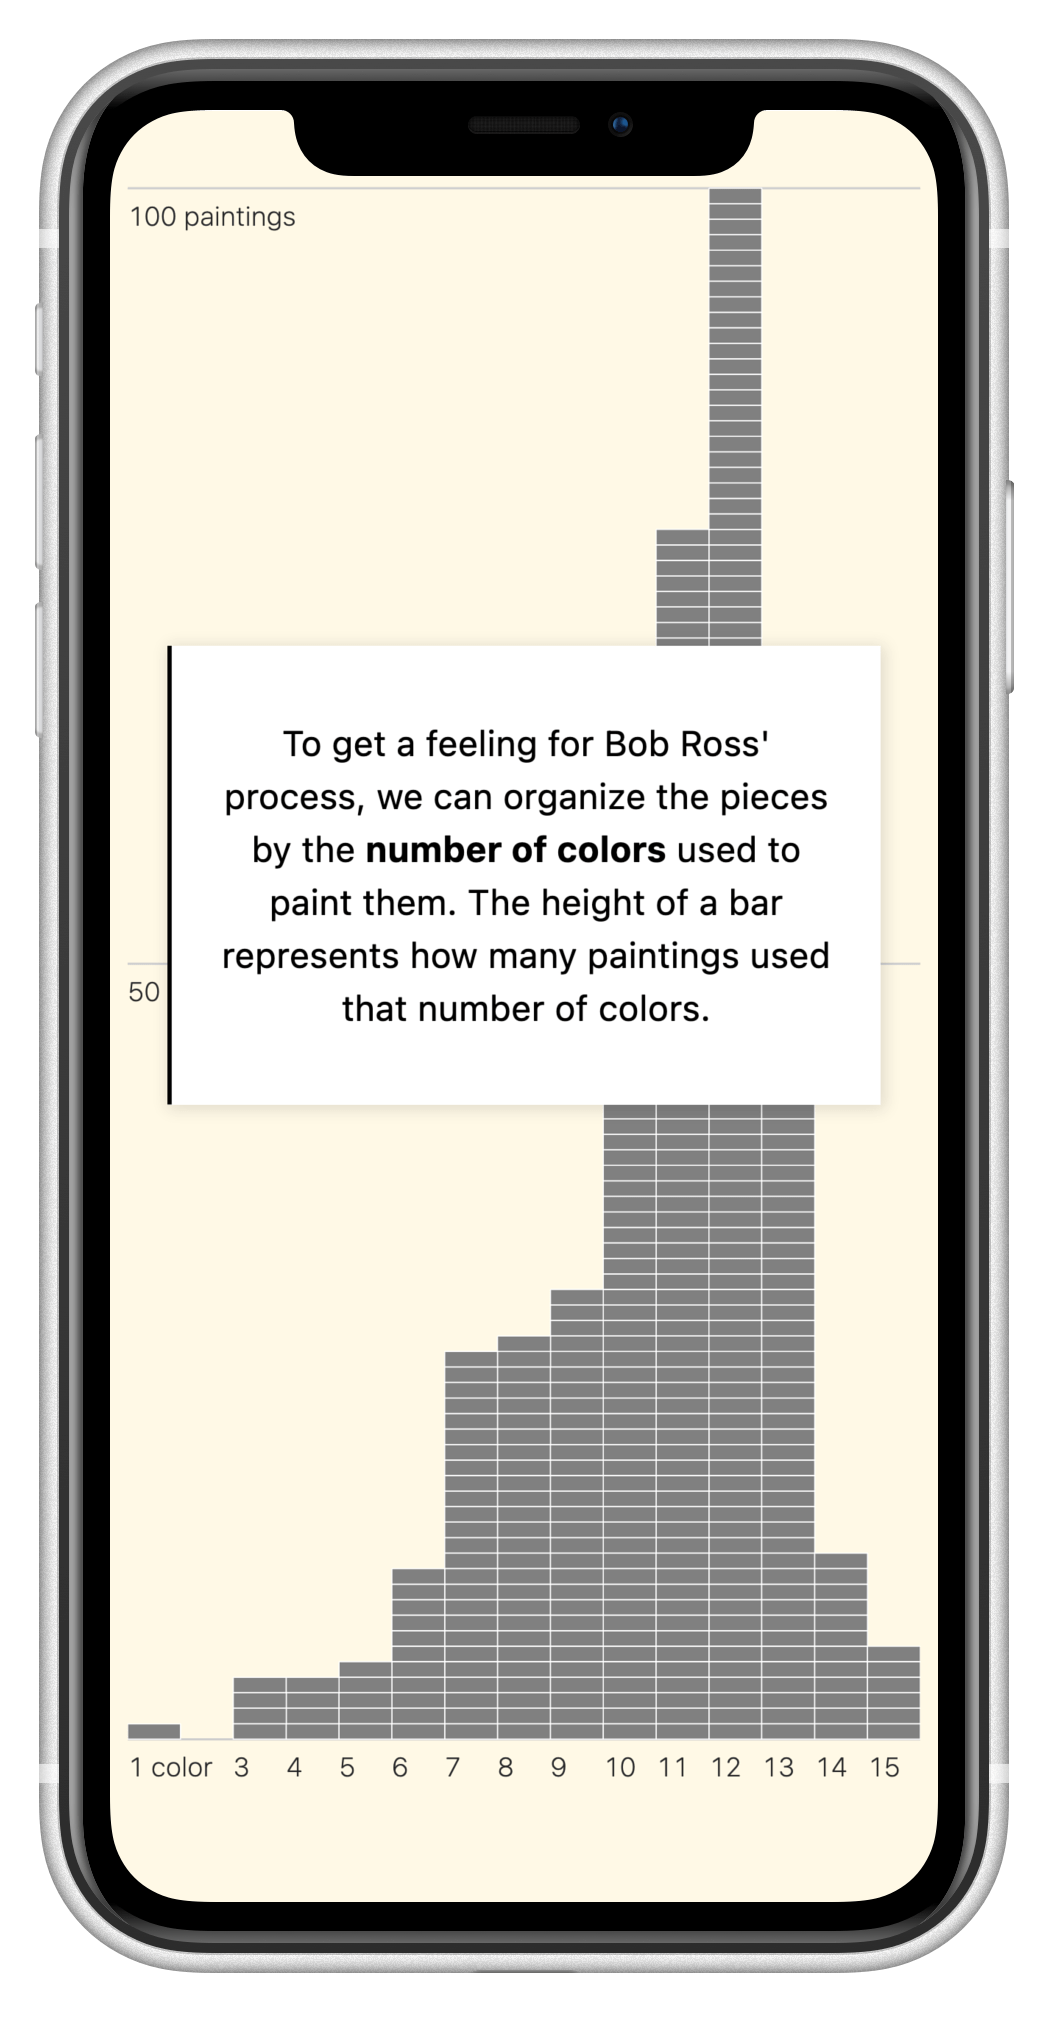 100 paintings
To get a feeling for Bob Ross'
process, we can organize the pieces
by the number of colors used to
paint them. The height of a bar
represents how many paintings used
that number of colors.
50
1 color 3 4 5 6 7 8 9 10 11 12 13 14 15